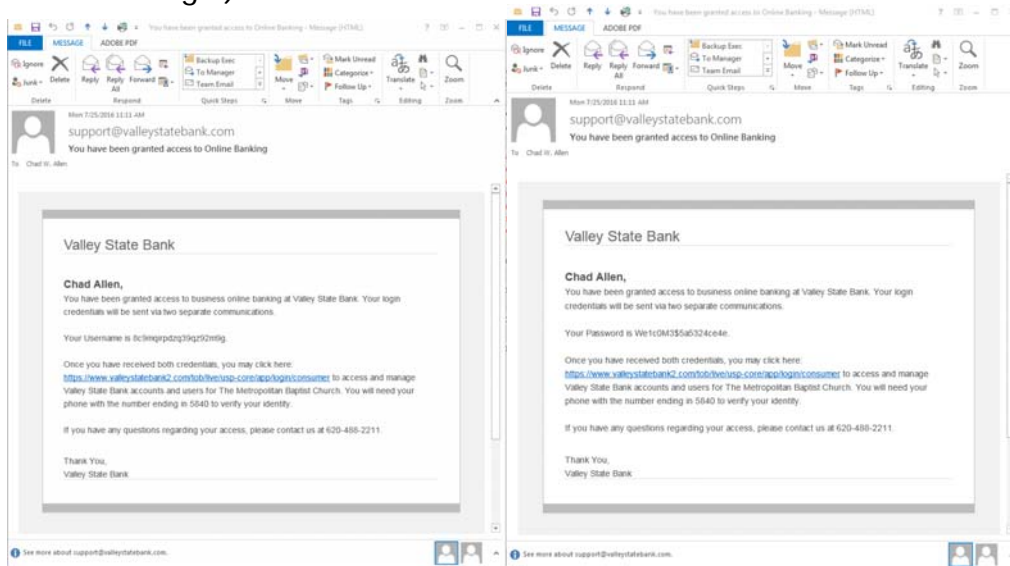 You have been granted access to Online Banking - Message (HTML)
FILE MESSAGE ADOBE PDF
Ignore
Junk
Delete
Reply
Reply All
Forward
Backup Exec
To Manager
Team Email
Move
Mark Unread
Categorize
Follow Up
Translate
Zoom
Delete Respond Quick Steps Move Tags Editing Zoom
Mon 7/25/2016 11:11 AM
support@valleystatebank.com
You have been granted access to Online Banking
To Chad W. Allen
Valley State Bank
Chad Allen,
You have been granted access to business online banking at Valley State Bank. Your login
credentials will be sent via two separate communications.
Your Username is
Once you have received both credentials, you may click here:
https://www.valleystatebank2.com/tob/live/usp-core/app/login/consumer to access and manage
Valley State Bank accounts and users for The Metropolitan Baptist Church. You will need your
phone with the number ending in 5840 to verify your identity.
If you have any questions regarding your access, please contact us at 620-488-2211.
Thank You,
Valley State Bank
See more about support@valleystatebank.com.
You have been granted access to Online Banking - Message (HTML)
FILE MESSAGE ADOBE PDF
Ignore
Junk
Delete
Reply
Reply All
Forward
Backup Exec
To Manager
Team Email
Move
Mark Unread
Categorize
Follow Up
Translate
Zoom
Delete Respond Quick Steps Move Tags Editing Zoom
Mon 7/25/2016 11:11 AM
support@valleystatebank.com
You have been granted access to Online Banking
To Chad W. Allen
Valley State Bank
Chad Allen,
You have been granted access to business online banking at Valley State Bank. Your login
credentials will be sent via two separate communications.
Your Password is We1c0M3$5a6324ce4e.
Once you have received both credentials, you may click here:
https://www.valleystatebank2.com/tob/live/usp-core/app/login/consumer to access and manage
Valley State Bank accounts and users for The Metropolitan Baptist Church. You will need your
phone with the number ending in 5840 to verify your identity.
If you have any questions regarding your access, please contact us at 620-488-2211.
Thank You,
Valley State Bank
See more about support@valleystatebank.com.